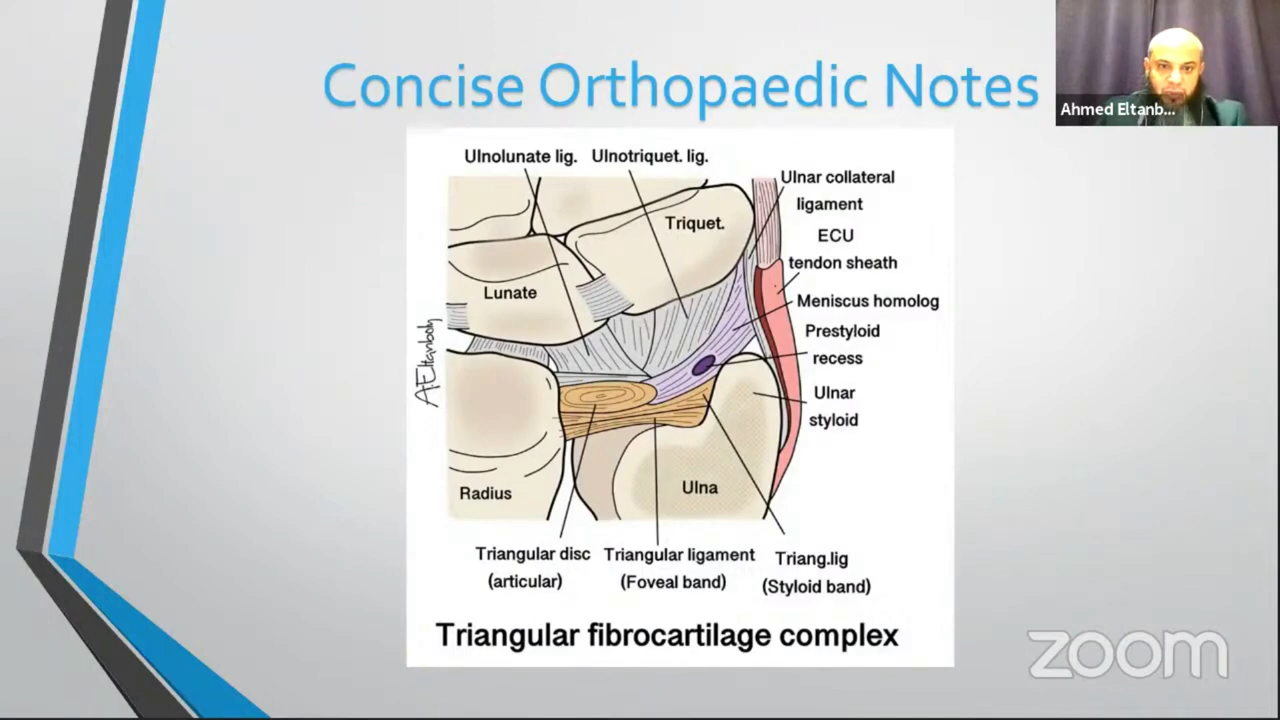 Concise Orthopaedic Notes
Ahmed Eltanb...
Ulnolunate lig.
Ulnotriquet. lig.
Ulnar collateral
ligament
Triquet.
ECU
tendon sheath
Lunate
Meniscus homolog
Prestyloid
recess
A.Eltanboly
Ulnar
styloid
Radius
Ulna
Triangular disc
(articular)
Triangular ligament
(Foveal band)
Triang.lig
(Styloid band)
Triangular fibrocartilage complex
zoom